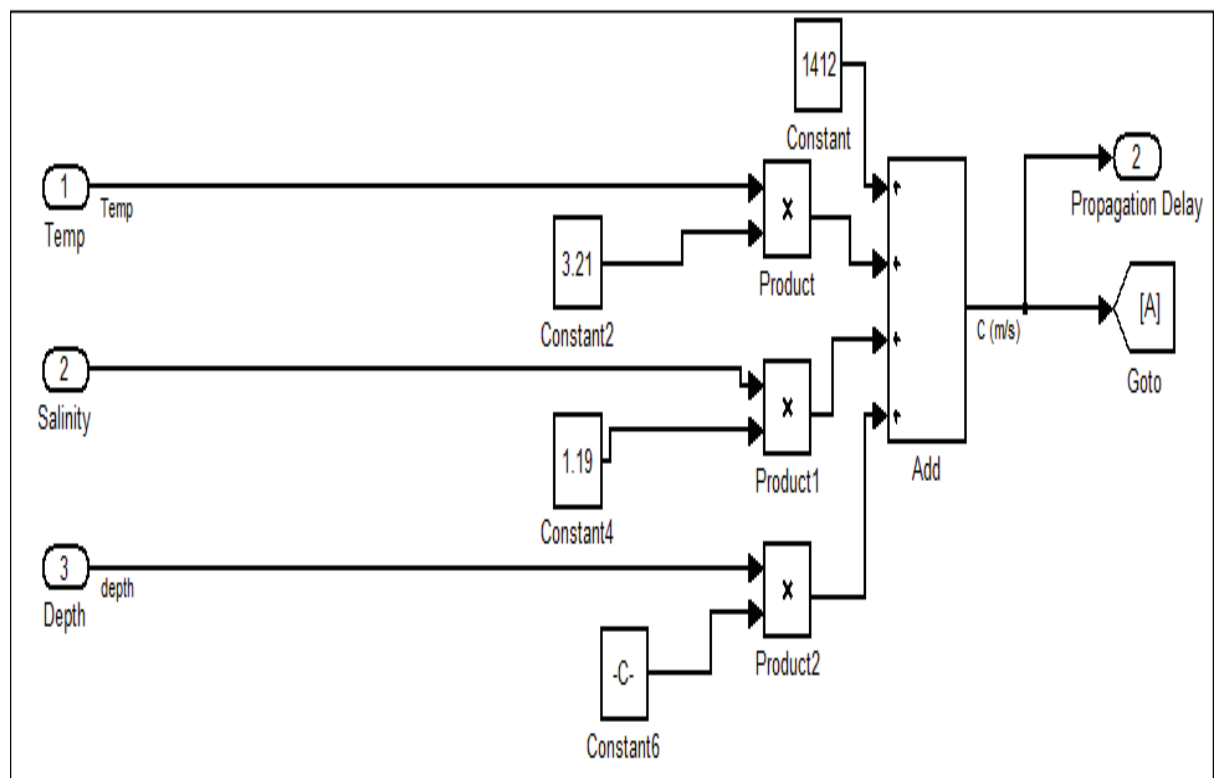 1412
Constant
1
Temp
Temp
3.21
Constant2
×
Product
2
Propagation Delay
C (m/s)
[A]
Goto
2
Salinity
1.19
Constant4
×
Product1
Add
3
depth
Depth
×
Product2
-C-
Constant6
+
+
+
+